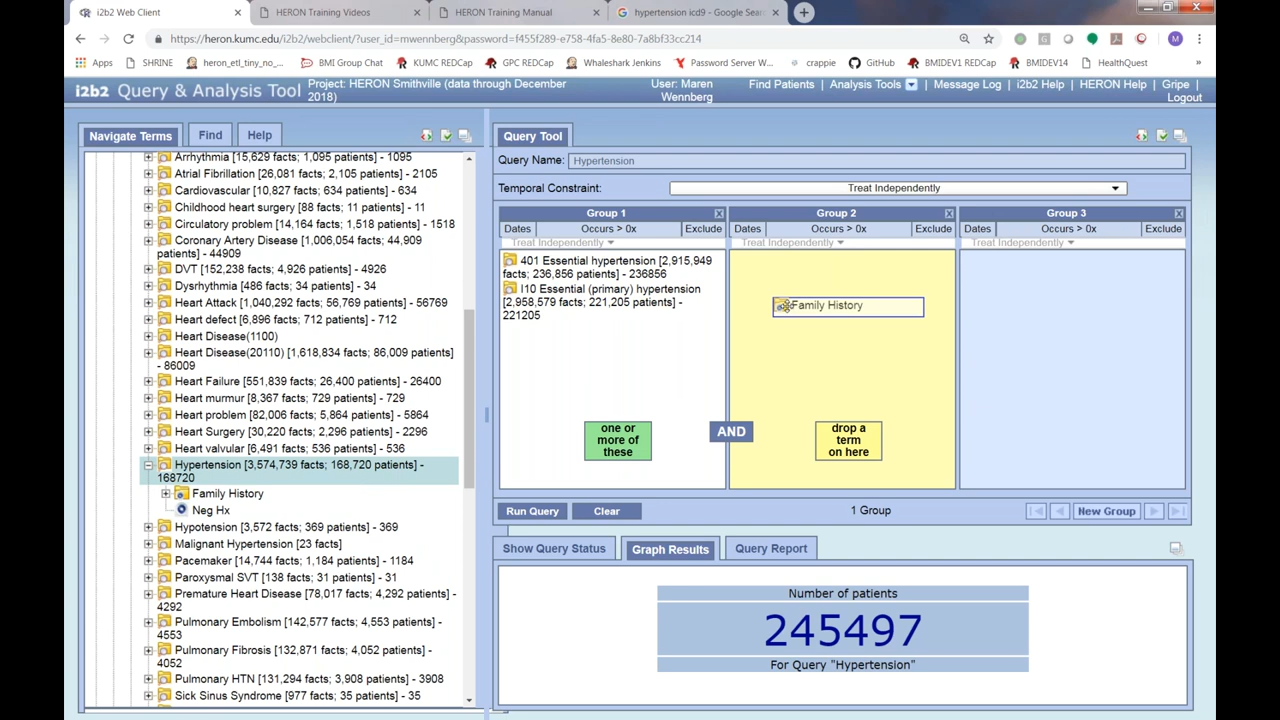 i2b2 Web Client
HERON Training Videos
HERON Training Manual
hypertension icd9 - Google Sear
https://heron.kumc.edu/i2b2/webclient/?user_id=mwennberg&password=f455f289-e758-4fa5-8e80-7a8bf33cc214
M
Apps
SHRINE
heron_etl_tiny_no_...
BMI Group Chat
KUMC REDCap
GPC REDCap
Whaleshark Jenkins
Password Server W...
crappie
GitHub
BMIDEV1 REDCap
BMIDEV14
HealthQuest
»
i2b2 Query & Analysis Tool
Project: HERON Smithville (data through December
2018)
User: Maren
Wennberg
Find Patients | Analysis Tools | Message Log | i2b2 Help | HERON Help | Gripe |
Logout
Navigate Terms
Find
Help
Arrhythmia [15,629 facts; 1,095 patients] - 1095
Atrial Fibrillation [26,081 facts; 2,105 patients] - 2105
Cardiovascular [10,827 facts; 634 patients] - 634
Childhood heart surgery [88 facts; 11 patients] - 11
Circulatory problem [14,164 facts; 1,518 patients] - 1518
Coronary Artery Disease [1,006,054 facts; 44,909
patients] - 44909
DVT [152,238 facts; 4,926 patients] - 4926
Dysrhythmia [486 facts; 34 patients] - 34
Heart Attack [1,040,292 facts; 56,769 patients] - 56769
Heart defect [6,896 facts; 712 patients] - 712
Heart Disease(1100)
Heart Disease(20110) [1,618,834 facts; 86,009 patients]
- 86009
Heart Failure [551,839 facts; 26,400 patients] - 26400
Heart murmur [8,367 facts; 729 patients] - 729
Heart problem [82,006 facts; 5,864 patients] - 5864
Heart Surgery [30,220 facts; 2,296 patients] - 2296
Heart valvular [6,491 facts; 536 patients] - 536
Hypertension [3,574,739 facts; 168,720 patients] -
168720
Family History
Neg Hx
Hypotension [3,572 facts; 369 patients] - 369
Malignant Hypertension [23 facts]
Pacemaker [14,744 facts; 1,184 patients] - 1184
Paroxysmal SVT [138 facts; 31 patients] - 31
Premature Heart Disease [78,017 facts; 4,292 patients] -
4292
Pulmonary Embolism [142,577 facts; 4,553 patients] -
4553
Pulmonary Fibrosis [132,871 facts; 4,052 patients] -
4052
Pulmonary HTN [131,294 facts; 3,908 patients] - 3908
Sick Sinus Syndrome [977 facts; 35 patients] - 35
Query Tool
Query Name: Hypertension
Temporal Constraint: Treat Independently
Group 1
Dates Occurs > 0x Exclude
Treat Independently
401 Essential hypertension [2,915,949
facts; 236,856 patients] - 236856
I10 Essential (primary) hypertension
[2,958,579 facts; 221,205 patients] -
221205
one or
more of
these
AND
Group 2
Dates Occurs > 0x Exclude
Treat Independently
Family History
drop a
term
on here
Group 3
Dates Occurs > 0x Exclude
Treat Independently
Run Query
Clear
1 Group
New Group
Show Query Status
Graph Results
Query Report
Number of patients
245497
For Query "Hypertension"